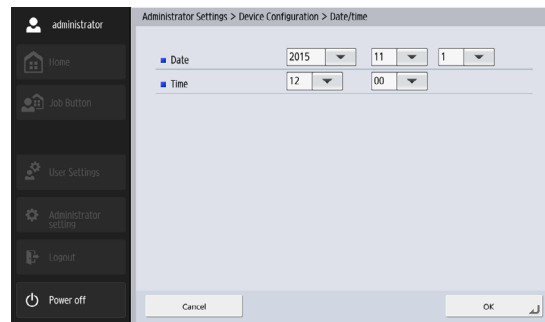 administrator
Administrator Settings > Device Configuration > Date/time
Home
Job Button
User Settings
Administrator
setting
Logout
Power off
Date 2015 11 1
Time 12 00
Cancel
OK